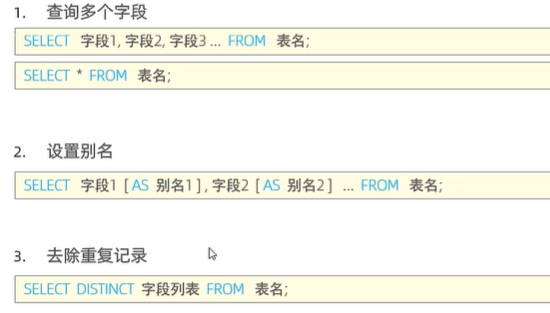 1. 查询多个字段
SELECT 字段1, 字段2, 字段3 ... FROM 表名;
SELECT * FROM 表名;
2. 设置别名
SELECT 字段1 [ AS 别名1 ] , 字段2 [ AS 别名2 ] ... FROM 表名;
3. 去除重复记录
SELECT DISTINCT 字段列表 FROM 表名;